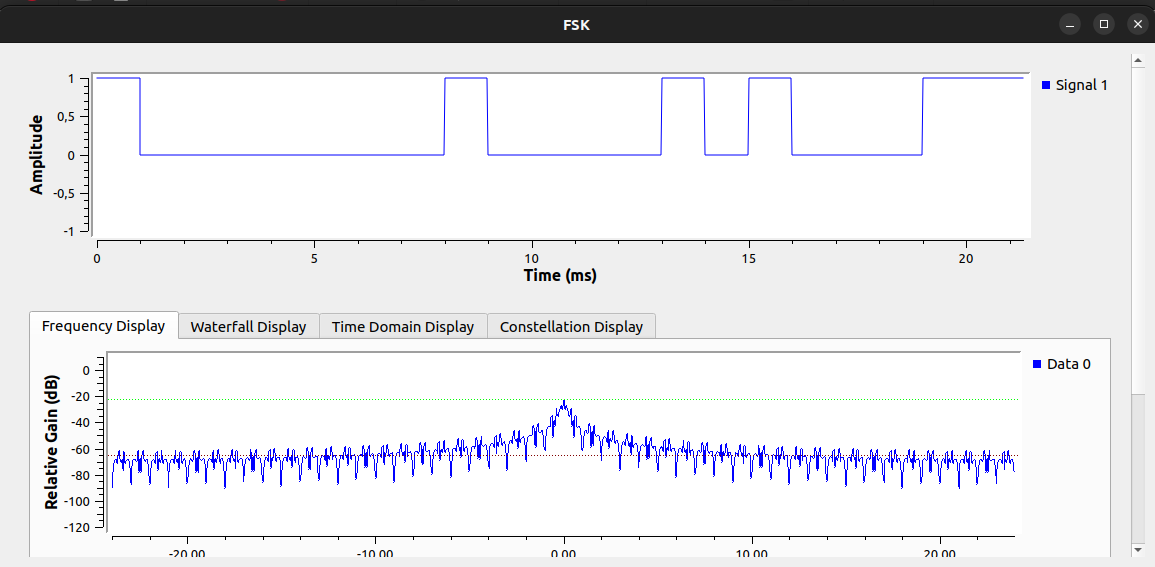 FSK
1
0,5
0
-0,5
-1
Amplitude
Signal 1
0 5 10 15 20
Time (ms)
Frequency Display Waterfall Display Time Domain Display Constellation Display
0
-20
-40
-60
-80
-100
-120
Relative Gain (dB)
Data 0
-20.00 -10.00 0.00 10.00 20.00